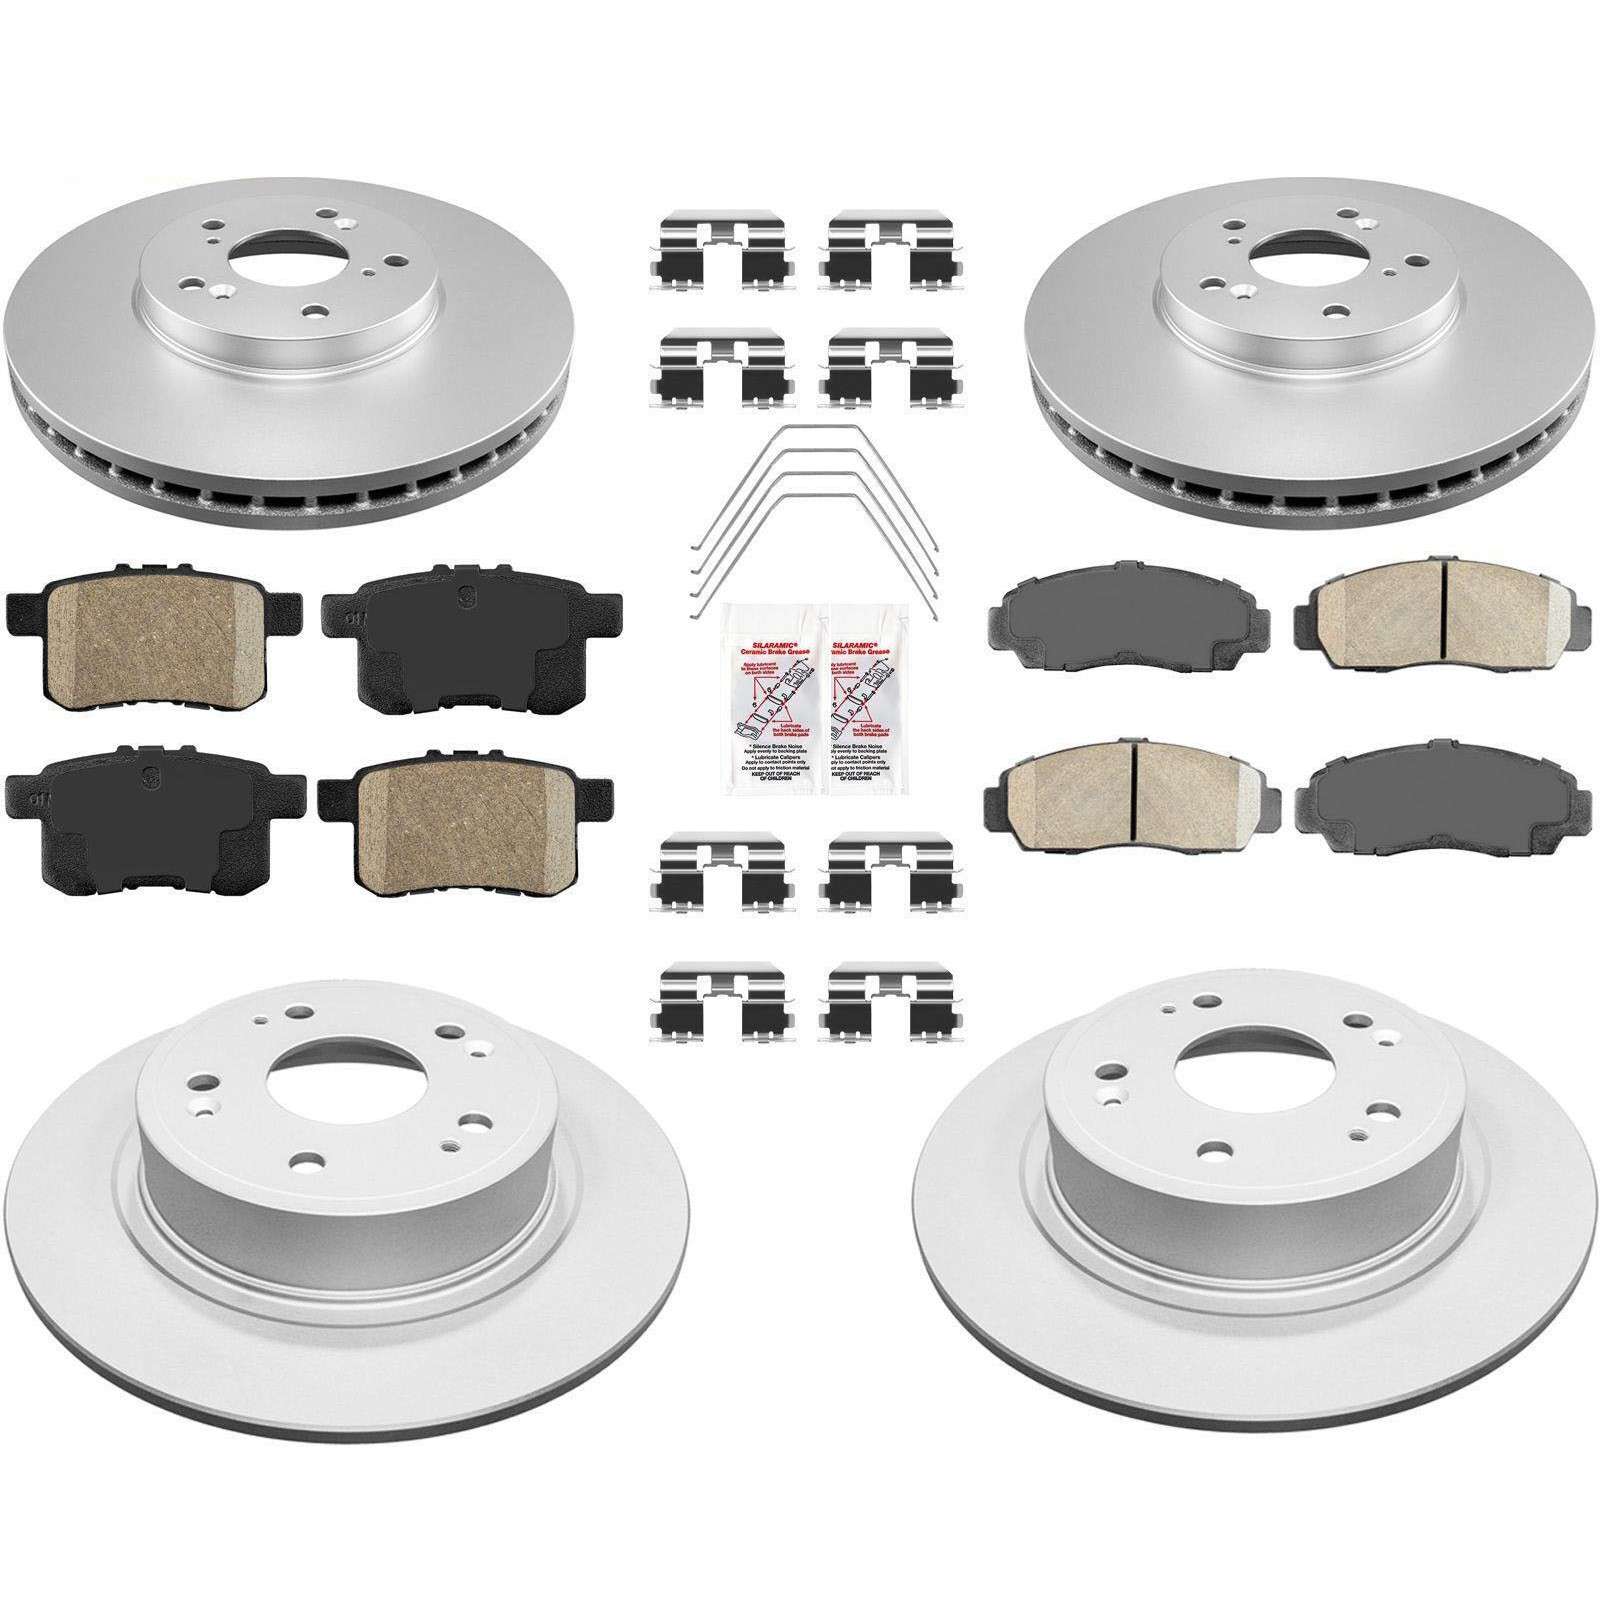 SILARAMIC®
Ceramic Brake Grease
Apply lubricant
to these surfaces
on both sides
Lubricate
the back sides of
both brake pads
* Silence Brake Noise
Apply evenly to backing plate
* Lubricate Calipers
Apply to contact points only
Do not apply to friction material
KEEP OUT OF REACH
OF CHILDREN
SILARAMIC®
Ceramic Brake Grease
Apply lubricant
to these surfaces
on both sides
Lubricate
the back sides of
both brake pads
* Silence Brake Noise
Apply evenly to backing plate
* Lubricate Calipers
Apply to contact points only
Do not apply to friction material
KEEP OUT OF REACH
OF CHILDREN